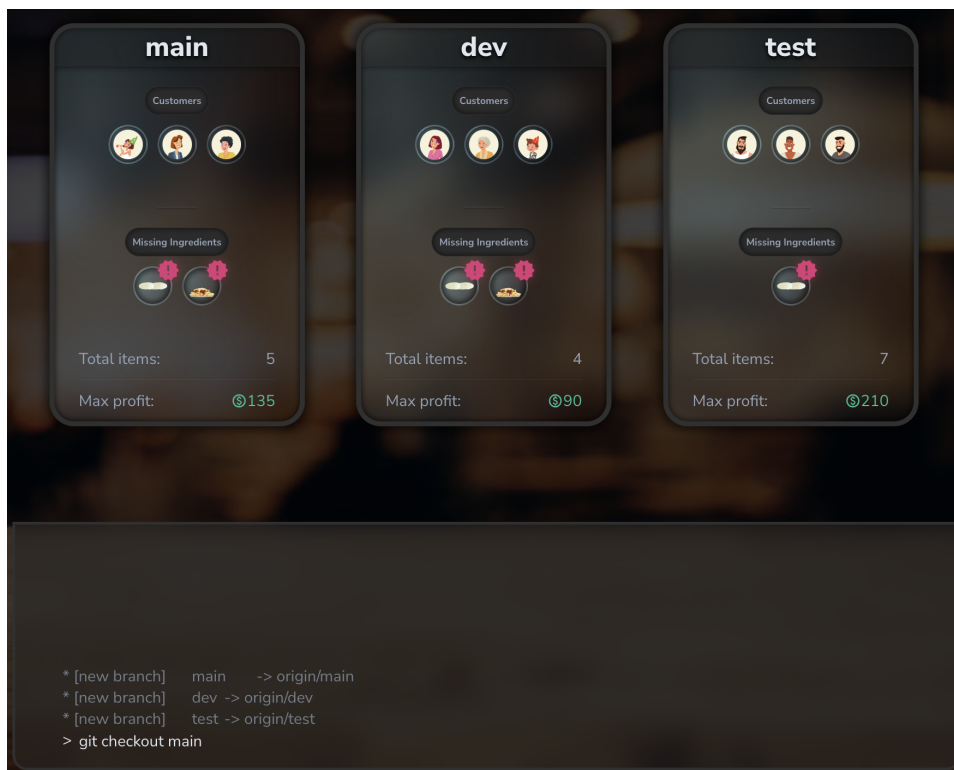 main
dev
test
Customers
Customers
Customers
Missing Ingredients
Missing Ingredients
Missing Ingredients
! ! ! ! !
Total items: 5
Total items: 4
Total items: 7
Max profit: $135
Max profit: $90
Max profit: $210
* [new branch] main -> origin/main
* [new branch] dev -> origin/dev
* [new branch] test -> origin/test
> git checkout main